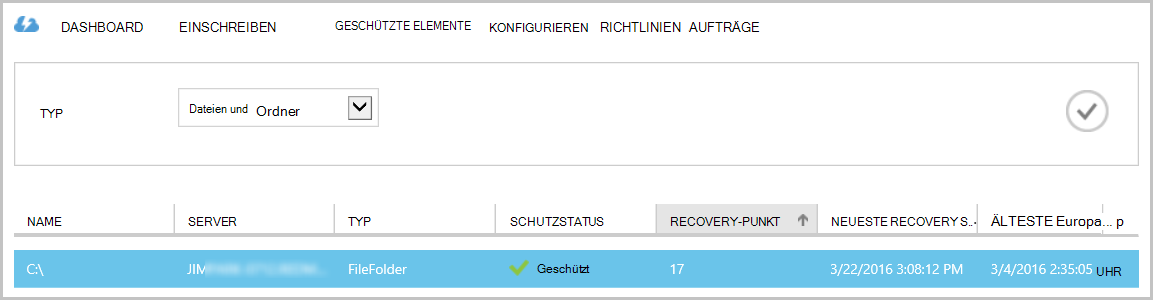 DASHBOARD EINSCHREIBEN GESCHÜTZTE ELEMENTE KONFIGURIEREN RICHTLINIEN AUFTRÄGE
TYP Dateien und Ordner
NAME SERVER TYP SCHUTZSTATUS RECOVERY-PUNKT NEUESTE RECOVERY S... ÄLTESTE Europa... p
C:\ JIM FileFolder Geschützt 17 3/22/2016 3:08:12 PM 3/4/2016 2:35:05 UHR